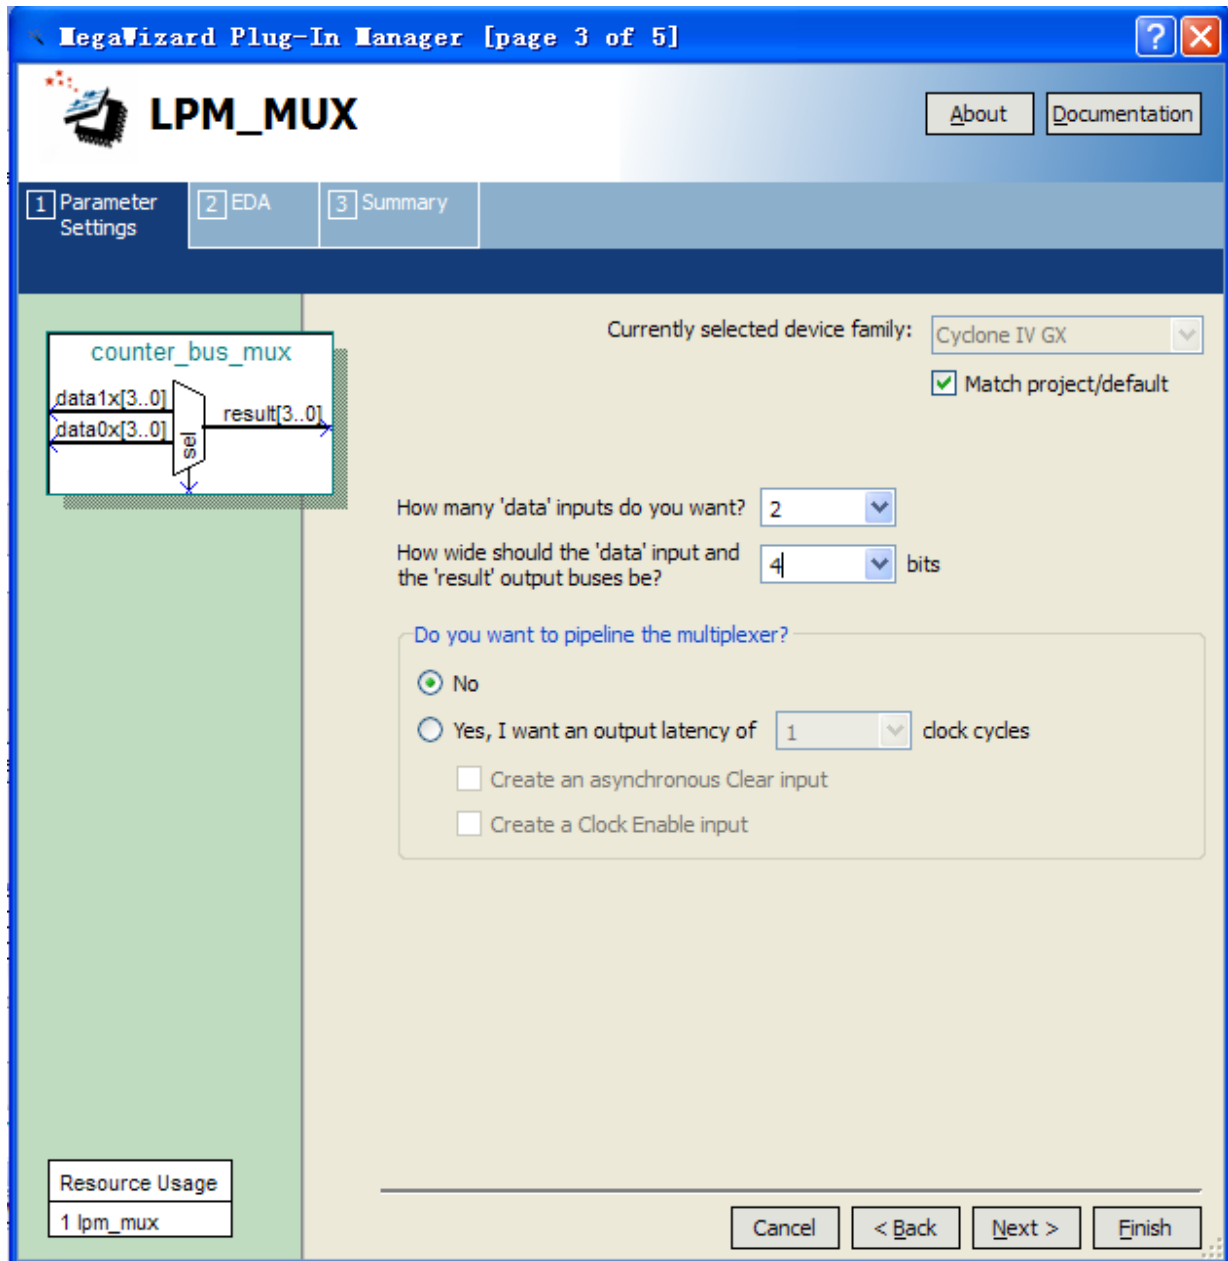 MegaWizard Plug-In Manager [page 3 of 5]
LPM_MUX
About
Documentation
1 Parameter Settings
2 EDA
3 Summary
Currently selected device family:
Cyclone IV GX
Match project/default
counter_bus_mux
data1x[3..0]
data0x[3..0]
sel
result[3..0]
How many 'data' inputs do you want? 2
How wide should the 'data' input and
the 'result' output buses be?
4 bits
Do you want to pipeline the multiplexer?
No
Yes, I want an output latency of 1 clock cycles
Create an asynchronous Clear input
Create a Clock Enable input
Resource Usage
1 lpm_mux
Cancel
< Back
Next >
Finish